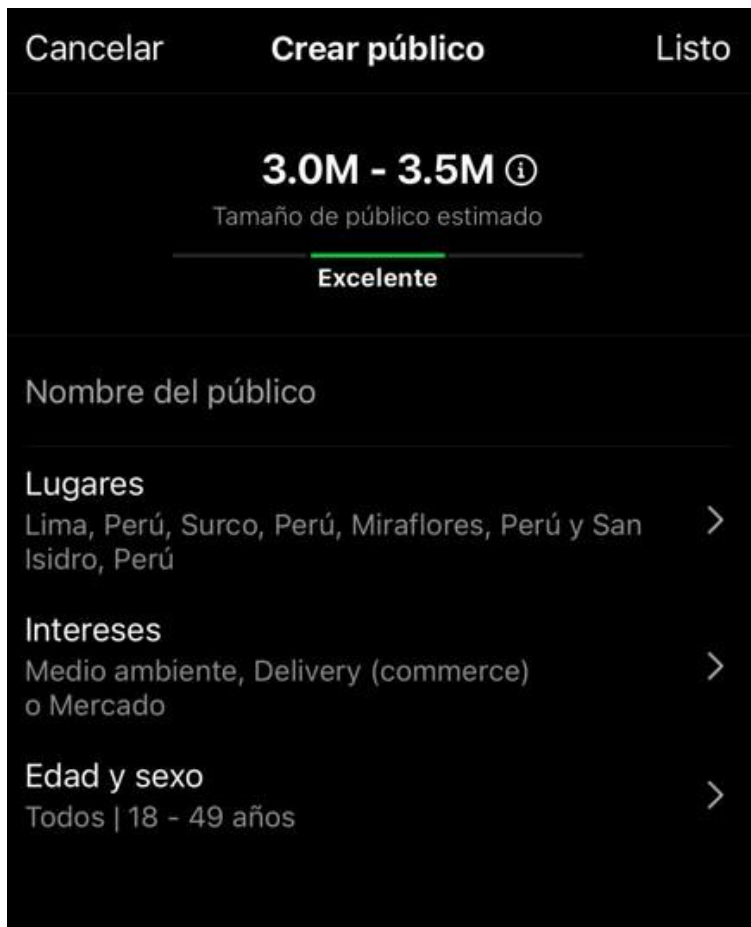 Cancelar
Crear público
Listo
3.0M - 3.5M
Tamaño de público estimado
Excelente
Nombre del público
Lugares
Lima, Perú, Surco, Perú, Miraflores, Perú y San
Isidro, Perú
Intereses
Medio ambiente, Delivery (commerce)
o Mercado
Edad y sexo
Todos | 18 - 49 años